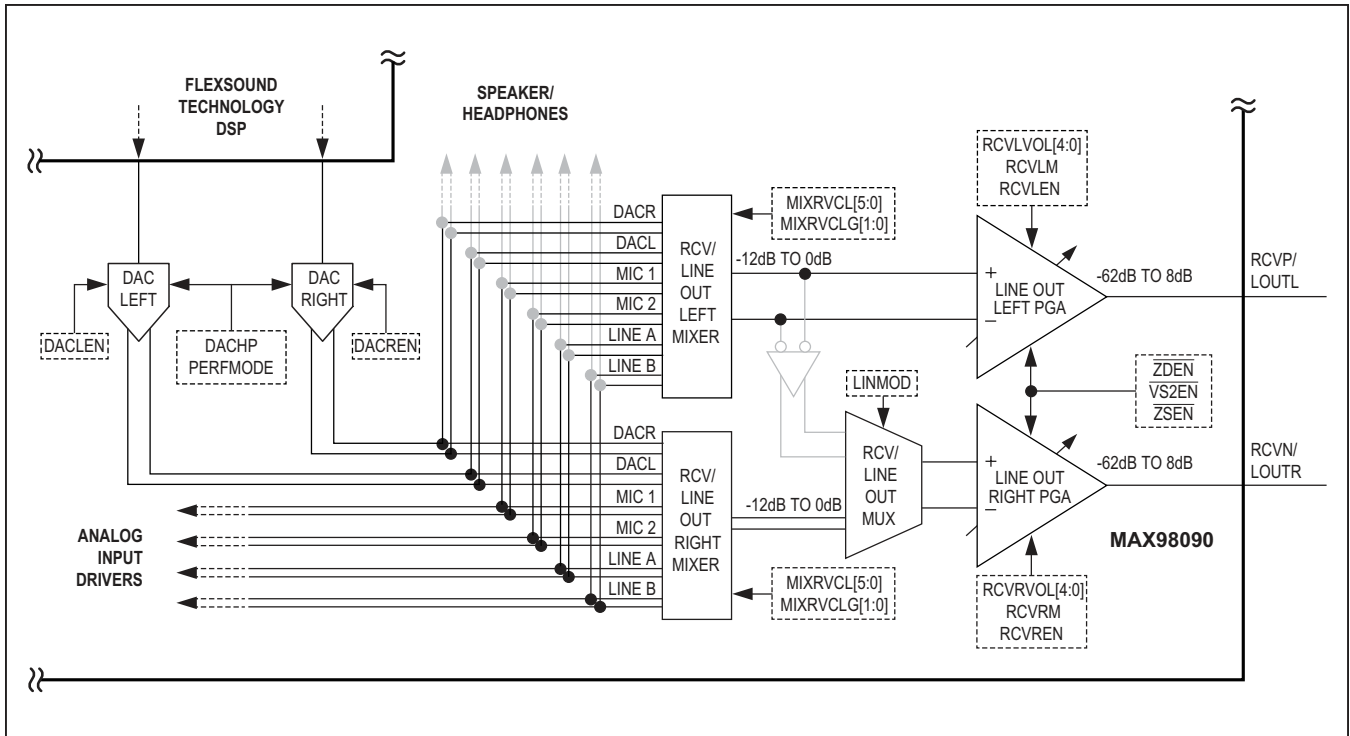 FLEXSOUND
TECHNOLOGY
DSP
SPEAKER/
HEADPHONES
DAC
LEFT
DAC
RIGHT
DACLEN
DACHP
PERFMODE
DACREN
DACR
DACL
MIC 1
MIC 2
LINE A
LINE B
RCV/
LINE
OUT
LEFT
MIXER
MIXRVCL[5:0]
MIXRVCLG[1:0]
-12dB TO 0dB
RCVLVOL[4:0]
RCVLM
RCVLEN
+
−
LINE OUT
LEFT PGA
-62dB TO 8dB
RCVP/
LOUTL
ZDEN
VS2EN
ZSEN
LINMOD
RCV/
LINE
OUT
MUX
DACR
DACL
MIC 1
MIC 2
LINE A
LINE B
RCV/
LINE
OUT
RIGHT
MIXER
-12dB TO 0dB
MIXRVCL[5:0]
MIXRVCLG[1:0]
+
−
LINE OUT
RIGHT PGA
-62dB TO 8dB
RCVN/
LOUTR
RCVRVOL[4:0]
RCVRM
RCVREN
MAX98090
ANALOG
INPUT
DRIVERS